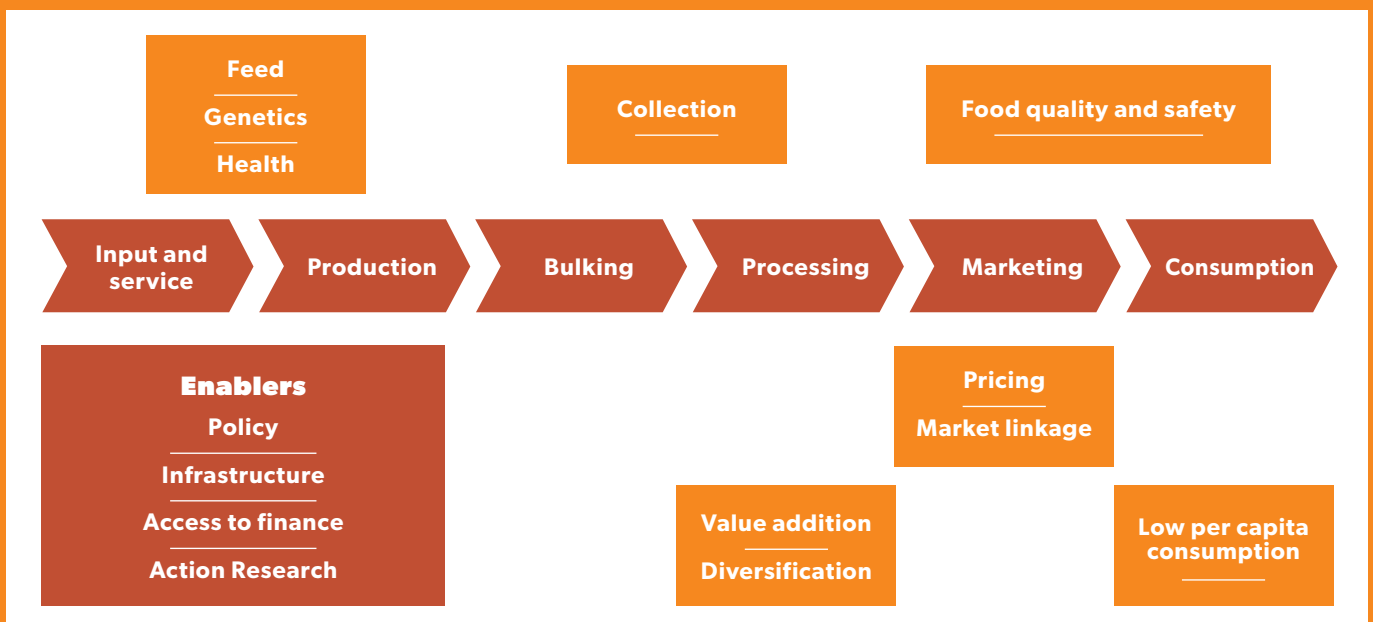 Feed
Genetics
Health
Collection
Food quality and safety
Input and
service
Production
Bulking
Processing
Marketing
Consumption
Enablers
Policy
Infrastructure
Access to finance
Action Research
Pricing
Market linkage
Value addition
Diversification
Low per capita
consumption